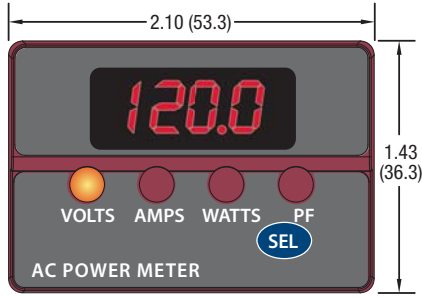 2.10 (53.3)
120.0
1.43
(36.3)
VOLTS AMPS WATTS PF
SEL
AC POWER METER